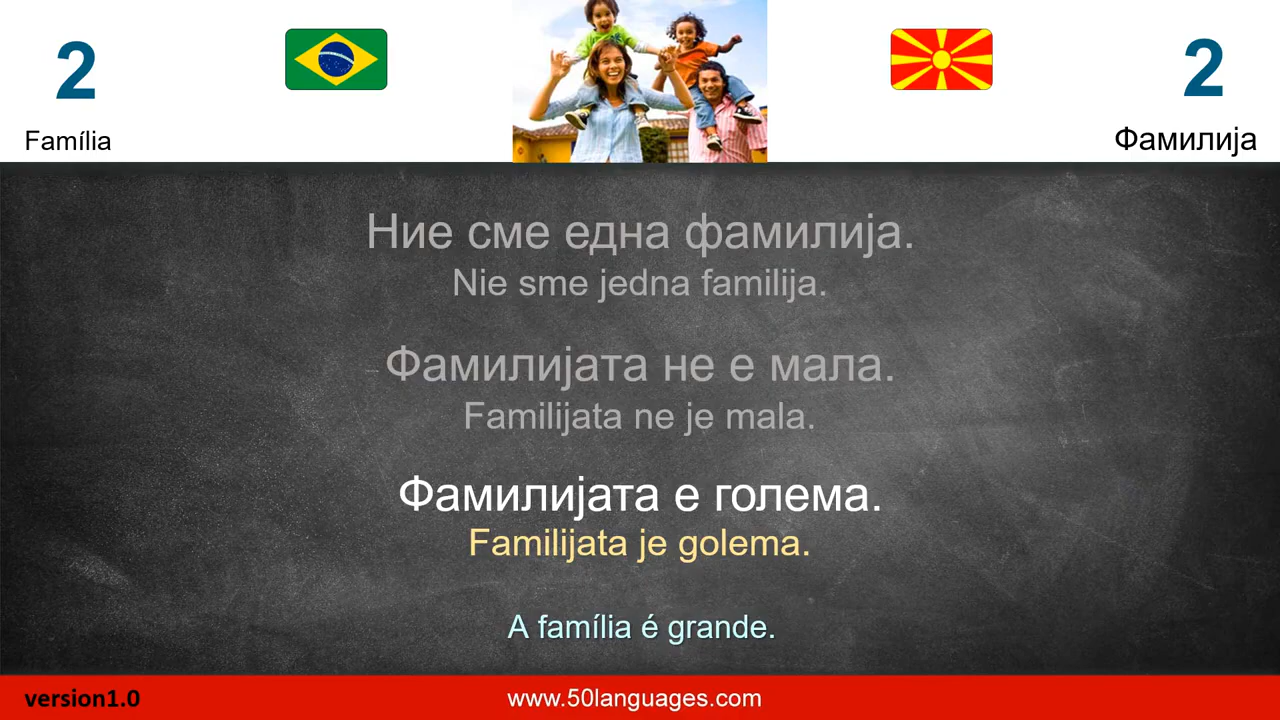 2
2
Família
Фамилија
Ние сме една фамилија.
Nie sme jedna familija.
Фамилијата не е мала.
Familijata ne je mala.
Фамилијата е голема.
Familijata je golema.
A família é grande.
version1.0
www.50languages.com